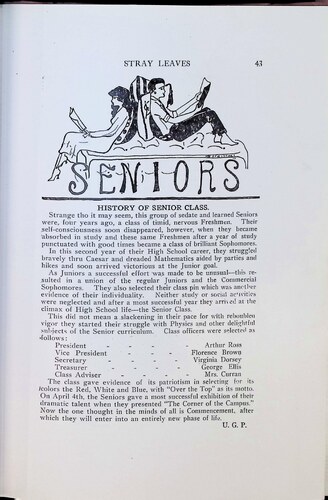 STRAY LEAVES 43
SENIORS
HISTORY OF SENIOR CLASS.
Strange tho it may seem, this group of sedate and learned Seniors
were, four years ago, a class of timid, nervous Freshmen. Their
self-consciousness soon disappeared, however, when they became
absorbed in study and these same Freshmen after a year of study
punctuated with good times became a class of brilliant Sophomores.
In this second year of their High School career, they struggled
bravely thru Caesar and dreaded Mathematics aided by parties and
hikes and soon arrived victorious at the Junior goal.
As Juniors a successful effort was made to be unusual—this re-
sulted in a union of the regular Juniors and the Commercial
Sophomores. They also selected their class pin which was another
evidence of their individuality. Neither study or social activities
were neglected and after a most successful year they arrived at the
climax of High School life—the Senior Class.
This did not mean a slackening in their pace for with redoubled
vigor they started their struggle with Physics and other delightful
subjects of the Senior curriculum. Class officers were selected as
follows:
President - - - - Arthur Ross
Vice President - - - Florence Brown
Secretary - - - - Virginia Dorsey
Treasurer - - - - George Ellis
Class Adviser - - - - Mrs. Curran
The class gave evidence of its patriotism in selecting for its
colors the Red, White and Blue, with "Over the Top" as its motto.
On April 4th, the Seniors gave a most successful exhibition of their
dramatic talent when they presented "The Corner of the Campus."
Now the one thought in the minds of all is Commencement, after
which they will enter into an entirely new phase of life.
U. G. P.